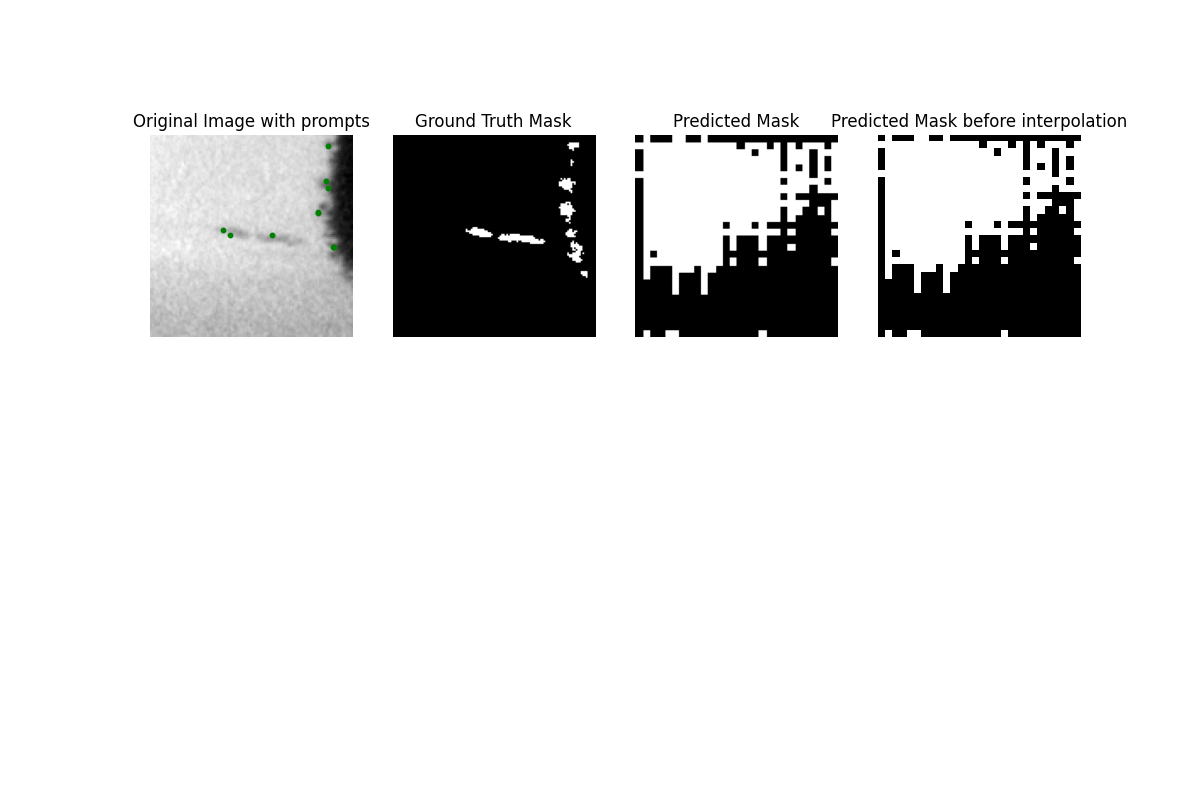 Original Image with prompts
Ground Truth Mask
Predicted Mask
Predicted Mask before interpolation